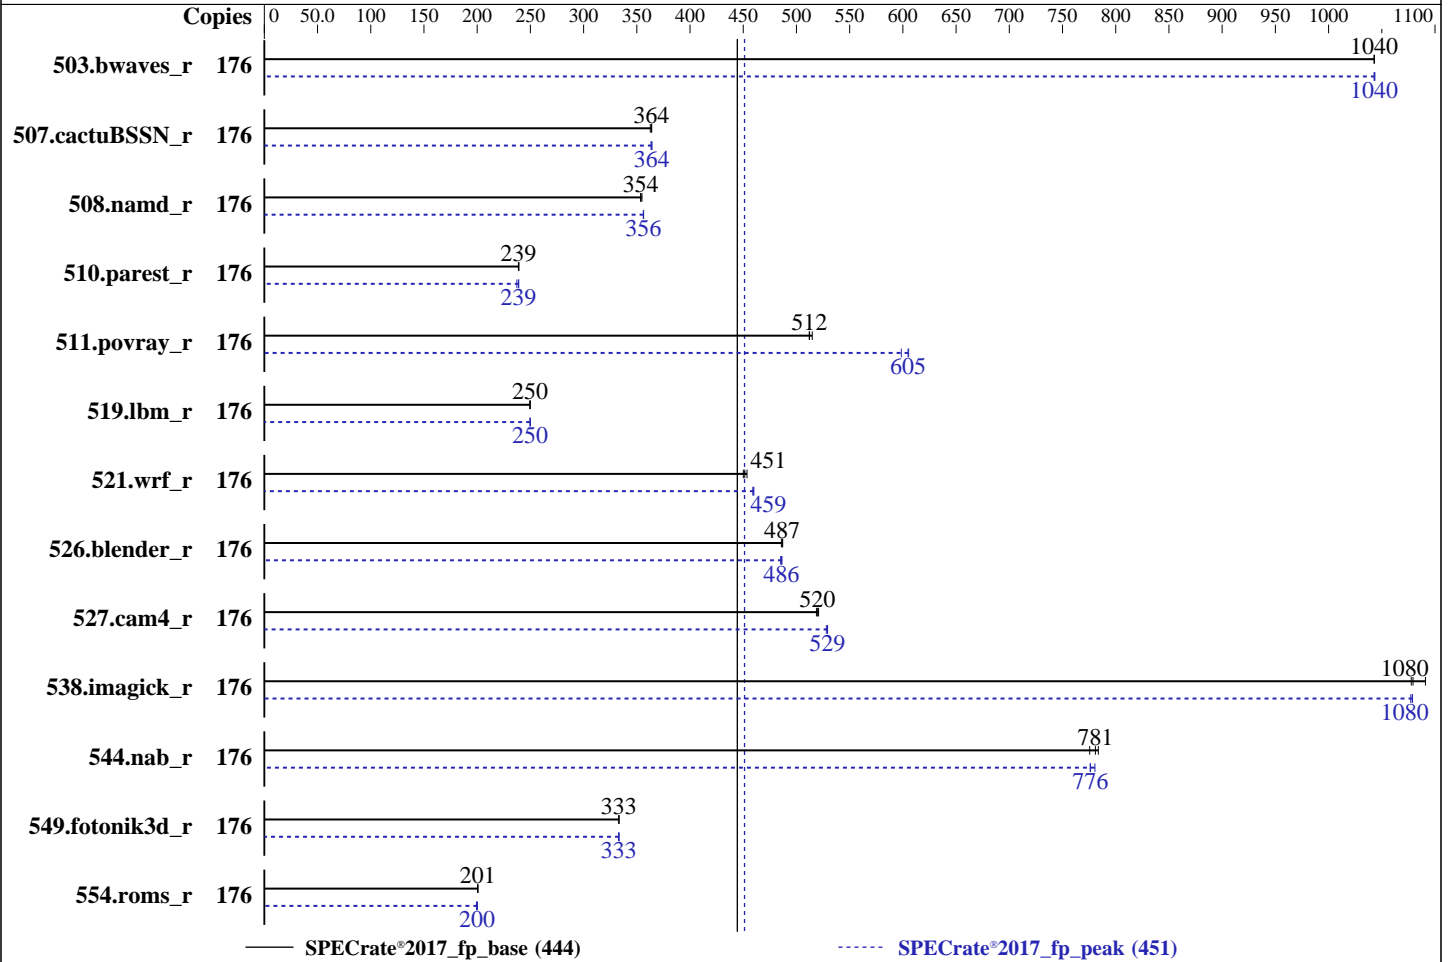 Copies 0 50.0 100 150 200 250 300 350 400 450 500 550 600 650 700 750 800 850 900 950 1000 1100
1040
503.bwaves_r 176
1040
364
507.cactuBSSN_r 176
364
354
508.namd_r 176
356
239
510.parest_r 176
239
512
511.povray_r 176
605
250
519.lbm_r 176
250
451
521.wrf_r 176
459
487
526.blender_r 176
486
520
527.cam4_r 176
529
1080
538.imagick_r 176
1080
781
544.nab_r 176
776
333
549.fotonik3d_r 176
333
201
554.roms_r 176
200
SPECrate®2017_fp_base (444) SPECrate®2017_fp_peak (451)